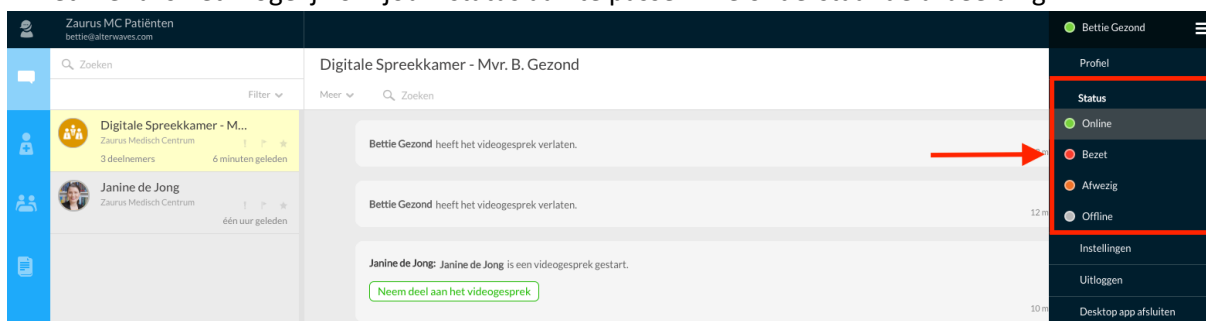 Zaurus MC Patiënten
bettie@alterwaves.com
Bettie Gezond
Zoeken
Filter
Digitale Spreekkamer - Mvr. B. Gezond
Meer
Zoeken
Profiel
Status
Online
Bezet
Afwezig
Offline
Instellingen
Uitloggen
Desktop app afsluiten
Digitale Spreekkamer - M...
Zaurus Medisch Centrum
3 deelnemers 6 minuten geleden
Janine de Jong
Zaurus Medisch Centrum
één uur geleden
Bettie Gezond heeft het videogesprek verlaten.
Bettie Gezond heeft het videogesprek verlaten.
12 m
Janine de Jong: Janine de Jong is een videogesprek gestart.
Neem deel aan het videogesprek
10 m